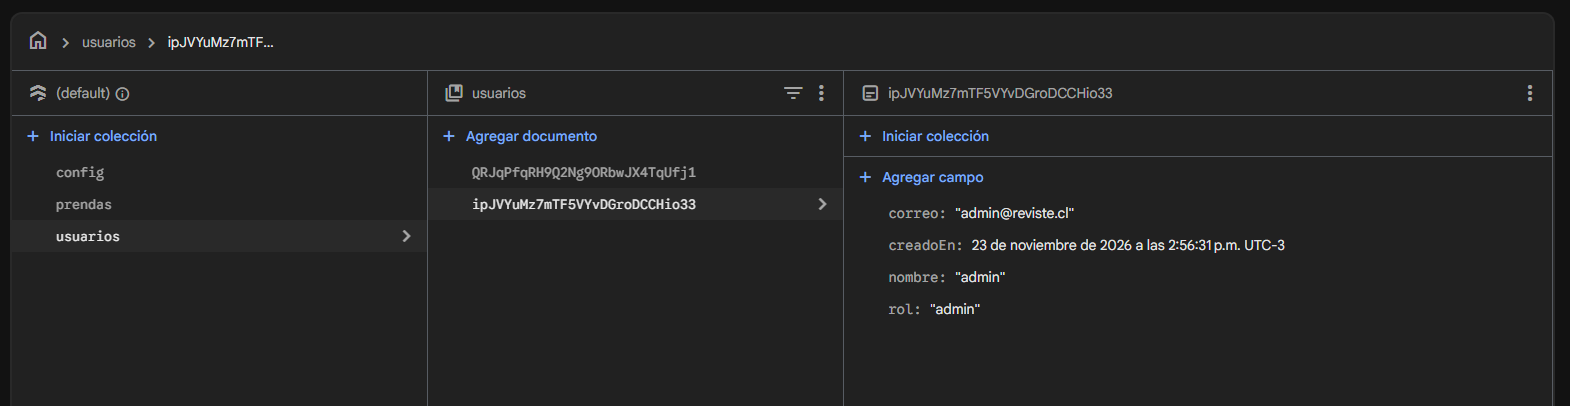 usuarios
ipJVYuMz7mTF...
(default)
usuarios
ipJVYuMz7mTF5VYvDGroDCCHio33
Iniciar colección
Agregar documento
Iniciar colección
config
prendas
usuarios
QRJqPfqRH9Q2Ng9ORbwJX4TqUfj1
ipJVYuMz7mTF5VYvDGroDCCHio33
Agregar campo
correo: "admin@reviste.cl"
creadoEn: 23 de noviembre de 2026 a las 2:56:31 p.m. UTC-3
nombre: "admin"
rol: "admin"